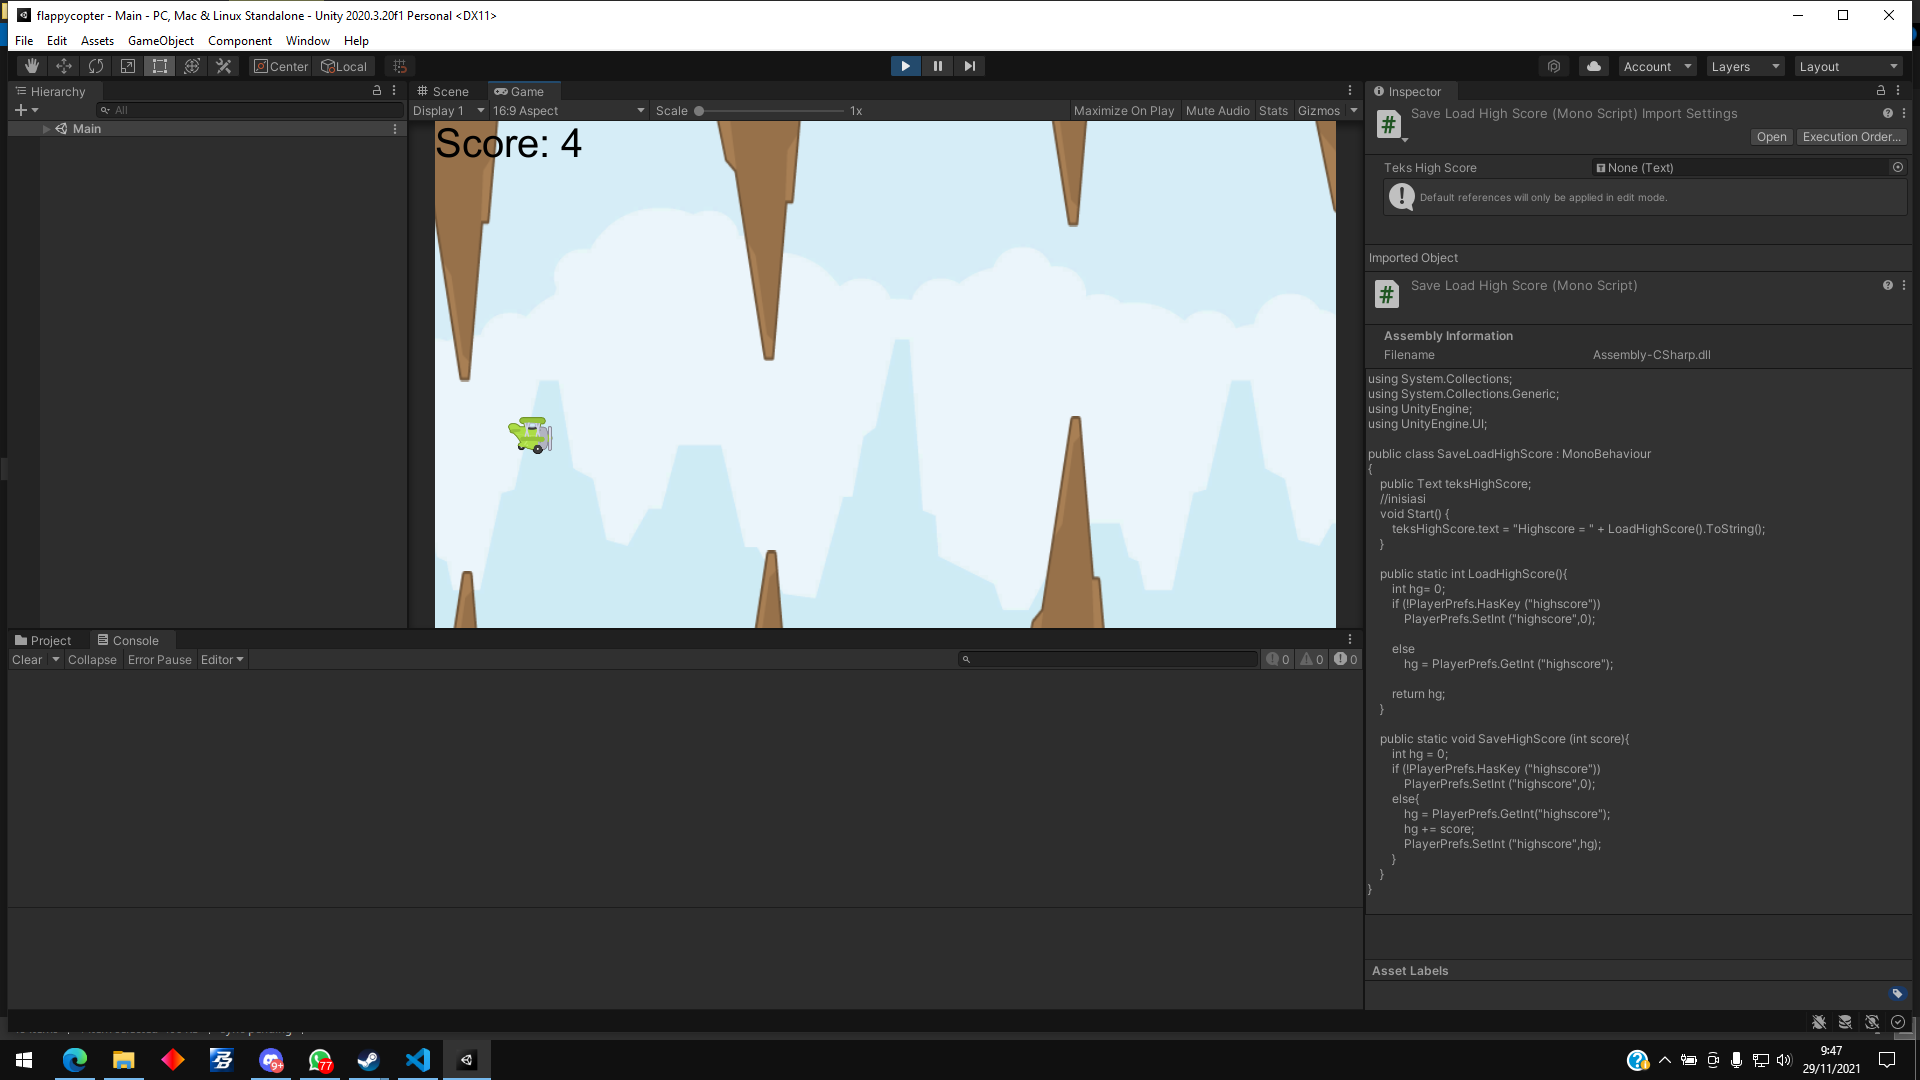 flappycopter - Main - PC, Mac & Linux Standalone - Unity 2020.3.20f1 Personal <DX11>
File Edit Assets GameObject Component Window Help
Center Local
Account Layers Layout
Hierarchy
All
Main
Scene Game
Display 1 16:9 Aspect Scale 1x Maximize On Play Mute Audio Stats Gizmos
Score: 4
Inspector
Save Load High Score (Mono Script) Import Settings
Open Execution Order...
Teks High Score None (Text)
Default references will only be applied in edit mode.
Imported Object
Save Load High Score (Mono Script)
Assembly Information
Filename Assembly-CSharp.dll
using System.Collections;
using System.Collections.Generic;
using UnityEngine;
using UnityEngine.UI;
public class SaveLoadHighScore : MonoBehaviour
{
public Text teksHighScore;
//inisiasi
void Start() {
teksHighScore.text = "Highscore = " + LoadHighScore().ToString();
}
public static int LoadHighScore(){
int hg= 0;
if (!PlayerPrefs.HasKey ("highscore"))
PlayerPrefs.SetInt ("highscore",0);
else
hg = PlayerPrefs.GetInt ("highscore");
return hg;
}
public static void SaveHighScore (int score){
int hg = 0;
if (!PlayerPrefs.HasKey ("highscore"))
PlayerPrefs.SetInt ("highscore",0);
else{
hg = PlayerPrefs.GetInt("highscore");
hg += score;
PlayerPrefs.SetInt ("highscore",hg);
}
}
}
Asset Labels
Project Console
Clear Collapse Error Pause Editor
0 0 0
9+
77
9:47
29/11/2021